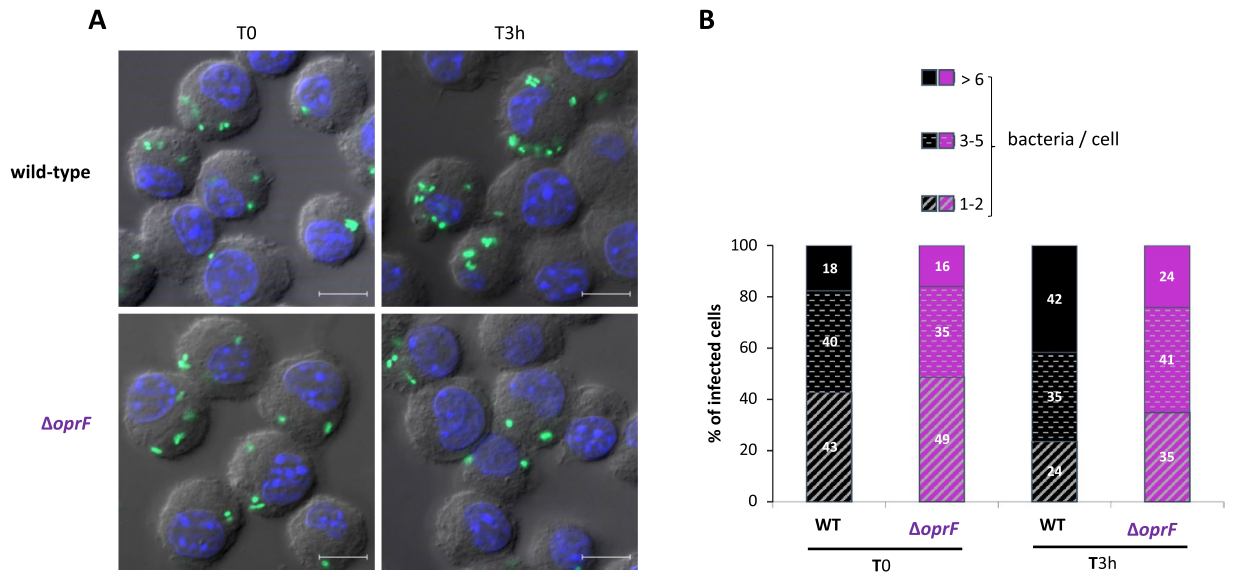 A
T0
T3h
wild-type
ΔoprF
B
> 6
3-5
bacteria / cell
1-2
% of infected cells
100
80
60
40
20
0
18
40
43
16
35
49
42
35
24
24
41
35
WT
ΔoprF
WT
ΔoprF
T0
T3h